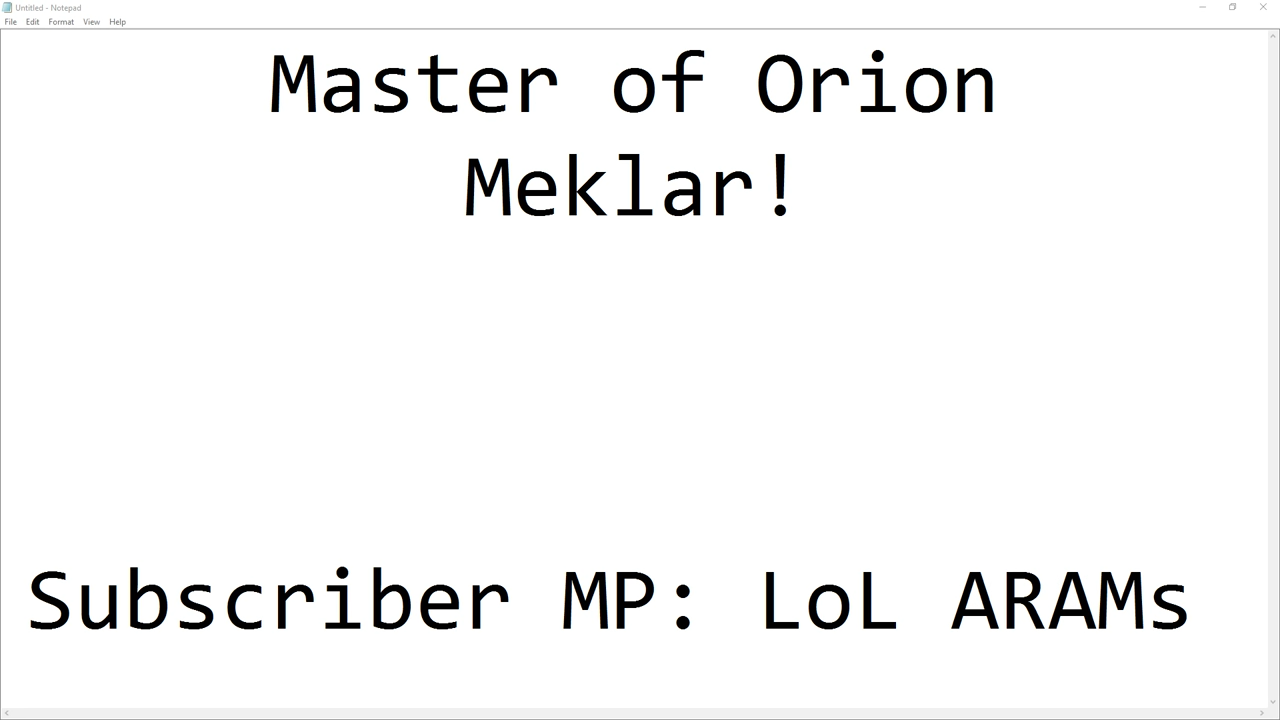 Untitled - Notepad
File Edit Format View Help
Master of Orion
Meklar!
Subscriber MP: LoL ARAMs